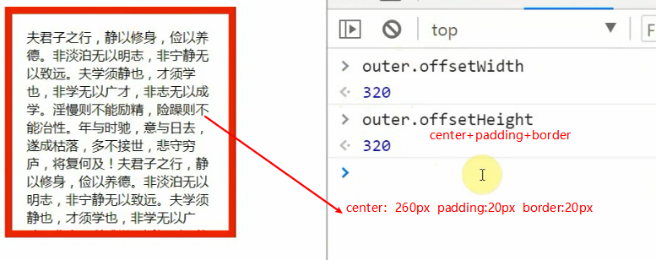 夫君子之行，静以修身，俭以养
德。非淡泊无以明志，非宁静无
以致远。夫学须静也，才须学
也，非学无以广才，非志无以成
学。淫慢则不能励精，险躁则不
能冶性。年与时驰，意与日去，
遂成枯落，多不接世，悲守穷
庐，将复何及！夫君子之行，静
以修身，俭以养德。非淡泊无以
明志，非宁静无以致远。夫学须
静也，才须学也，非学无以广
top
F
> outer.offsetWidth
320
> outer.offsetHeight
center+padding+border
320
>
center: 260px padding:20px border:20px